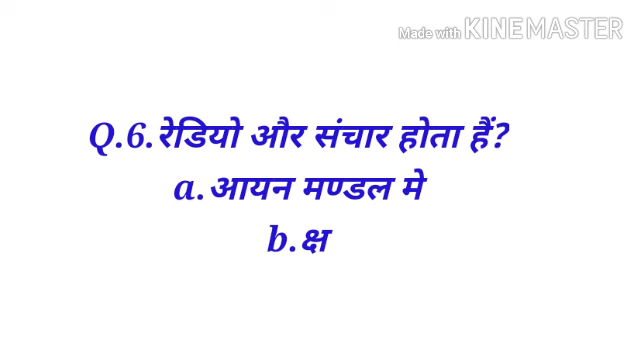 Made with KINEMASTER
Q.6.रेडियो और संचार होता हैं?
a.आयन मण्डल मे
b.क्ष